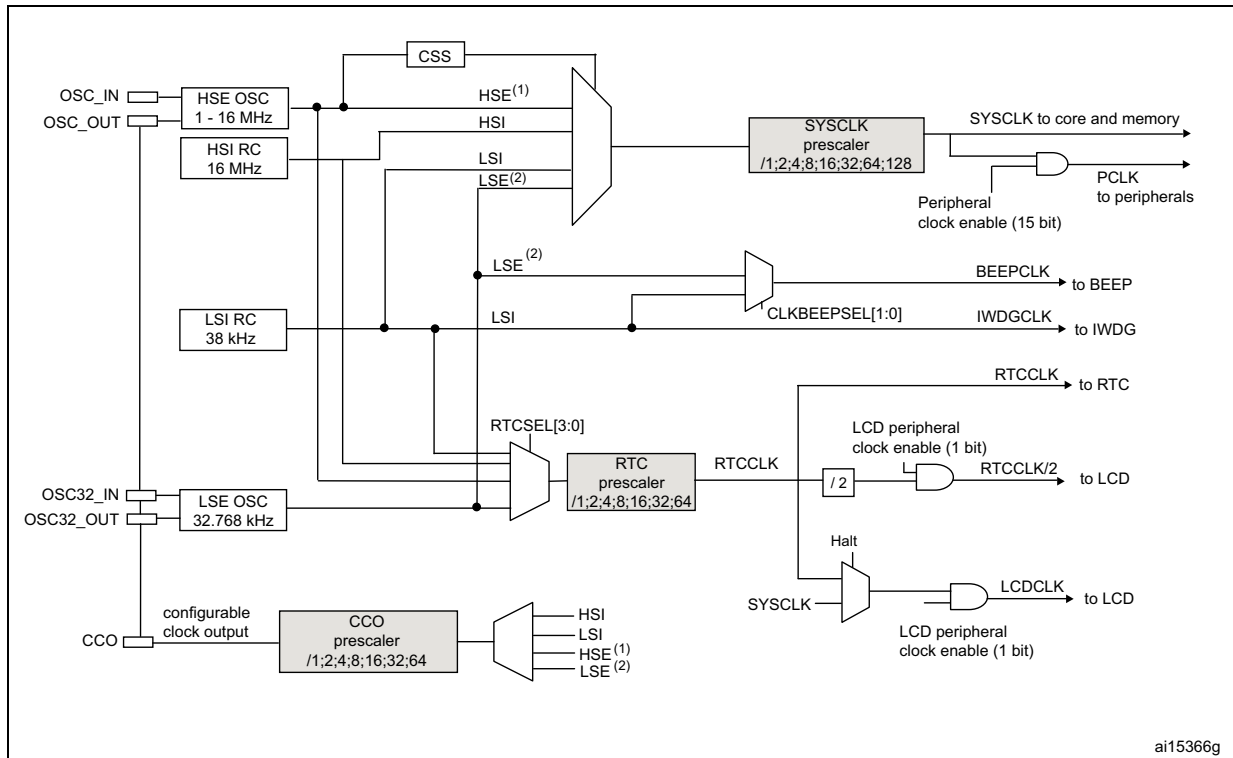 CSS
OSC_IN
OSC_OUT
HSE OSC
1 - 16 MHz
HSE(1)
HSI RC
16 MHz
HSI
LSI
LSE(2)
SYSCLK
prescaler
/1;2;4;8;16;32;64;128
SYSCLK to core and memory
PCLK
to peripherals
Peripheral
clock enable (15 bit)
LSE(2)
BEEPCLK
to BEEP
CLKBEEPSEL[1:0]
LSI RC
38 kHz
LSI
IWDGCLK
to IWDG
RTCCLK
to RTC
RTCSEL[3:0]
LCD peripheral
clock enable (1 bit)
RTC
prescaler
/1;2;4;8;16;32;64
RTCCLK
/ 2
RTCCLK/2
to LCD
OSC32_IN
OSC32_OUT
LSE OSC
32.768 kHz
Halt
SYSCLK
LCDCLK
to LCD
LCD peripheral
clock enable (1 bit)
CCO
configurable
clock output
CCO
prescaler
/1;2;4;8;16;32;64
HSI
LSI
HSE(1)
LSE(2)
ai15366g